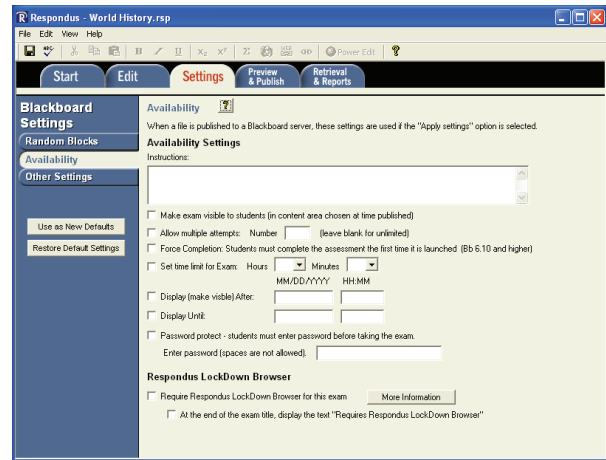 Respondus - World History.rsp
File Edit View Help
ABC B I U X₂ X² Σ Power Edit ?
Start Edit Settings Preview & Publish Retrieval & Reports
Blackboard Settings
Random Blocks
Availability
Other Settings
Use as New Defaults
Restore Default Settings
Availability ?
When a file is published to a Blackboard server, these settings are used if the "Apply settings" option is selected.
Availability Settings
Instructions:
Make exam visible to students (in content area chosen at time published)
Allow multiple attempts: Number (leave blank for unlimited)
Force Completion: Students must complete the assessment the first time it is launched (Bb 6.10 and higher)
Set time limit for Exam: Hours Minutes
MM/DD/YYYY HH:MM
Display (make visble) After:
Display Until:
Password protect - students must enter password before taking the exam.
Enter password (spaces are not allowed).
Respondus LockDown Browser
Require Respondus LockDown Browser for this exam More Information
At the end of the exam title, display the text "Requires Respondus LockDown Browser"